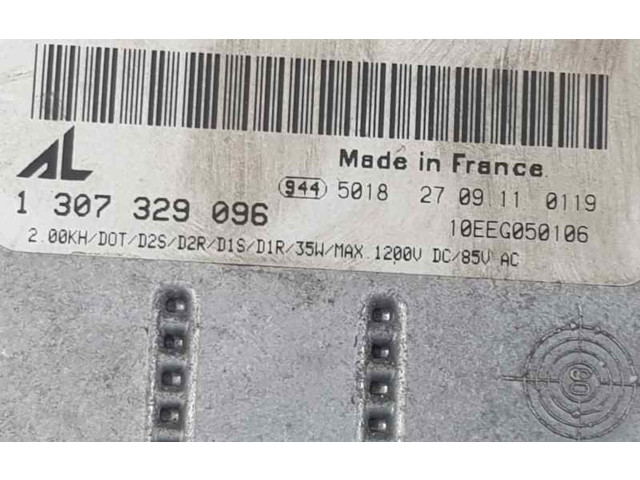 AL
Made in France
944 5018 27 09 11 0119
1 307 329 096
10EEG050106
2.00KH/DOT/D2S/D2R/D1S/D1R/35W/MAX 1200V DC/85V AC